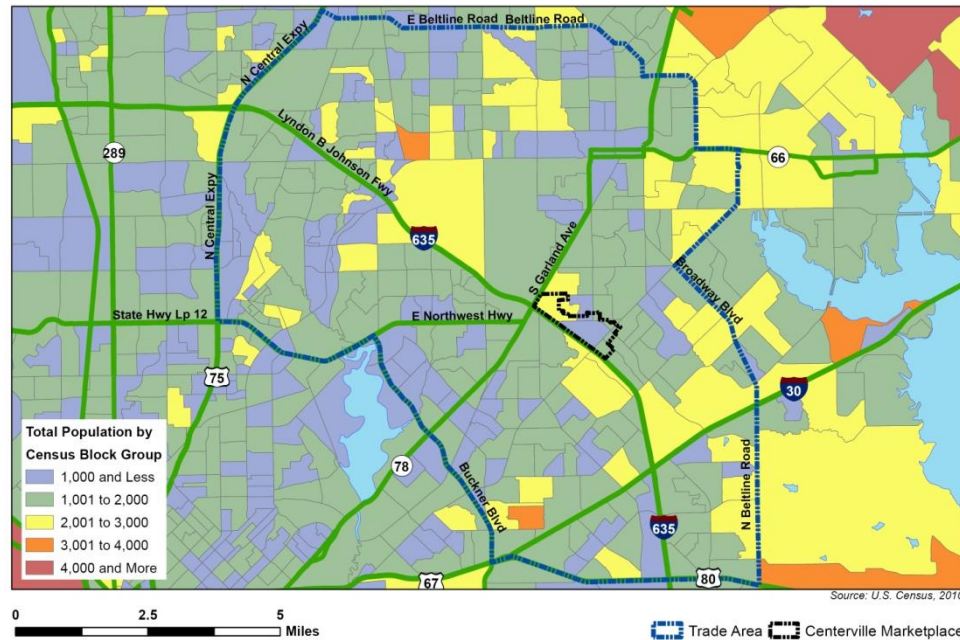 E Beltline Road Beltline Road
N Central Expy
Lyndon B Johnson Fwy
289
66
N Central Expy
635
S Garland Ave
Broadway Blvd
State Hwy Lp 12
E Northwest Hwy
75
30
78
Buckner Blvd
N Beltline Road
635
67
80
Total Population by
Census Block Group
1,000 and Less
1,001 to 2,000
2,001 to 3,000
3,001 to 4,000
4,000 and More
Source: U.S. Census, 2010
0 2.5 5
Miles
Trade Area
Centerville Marketplace